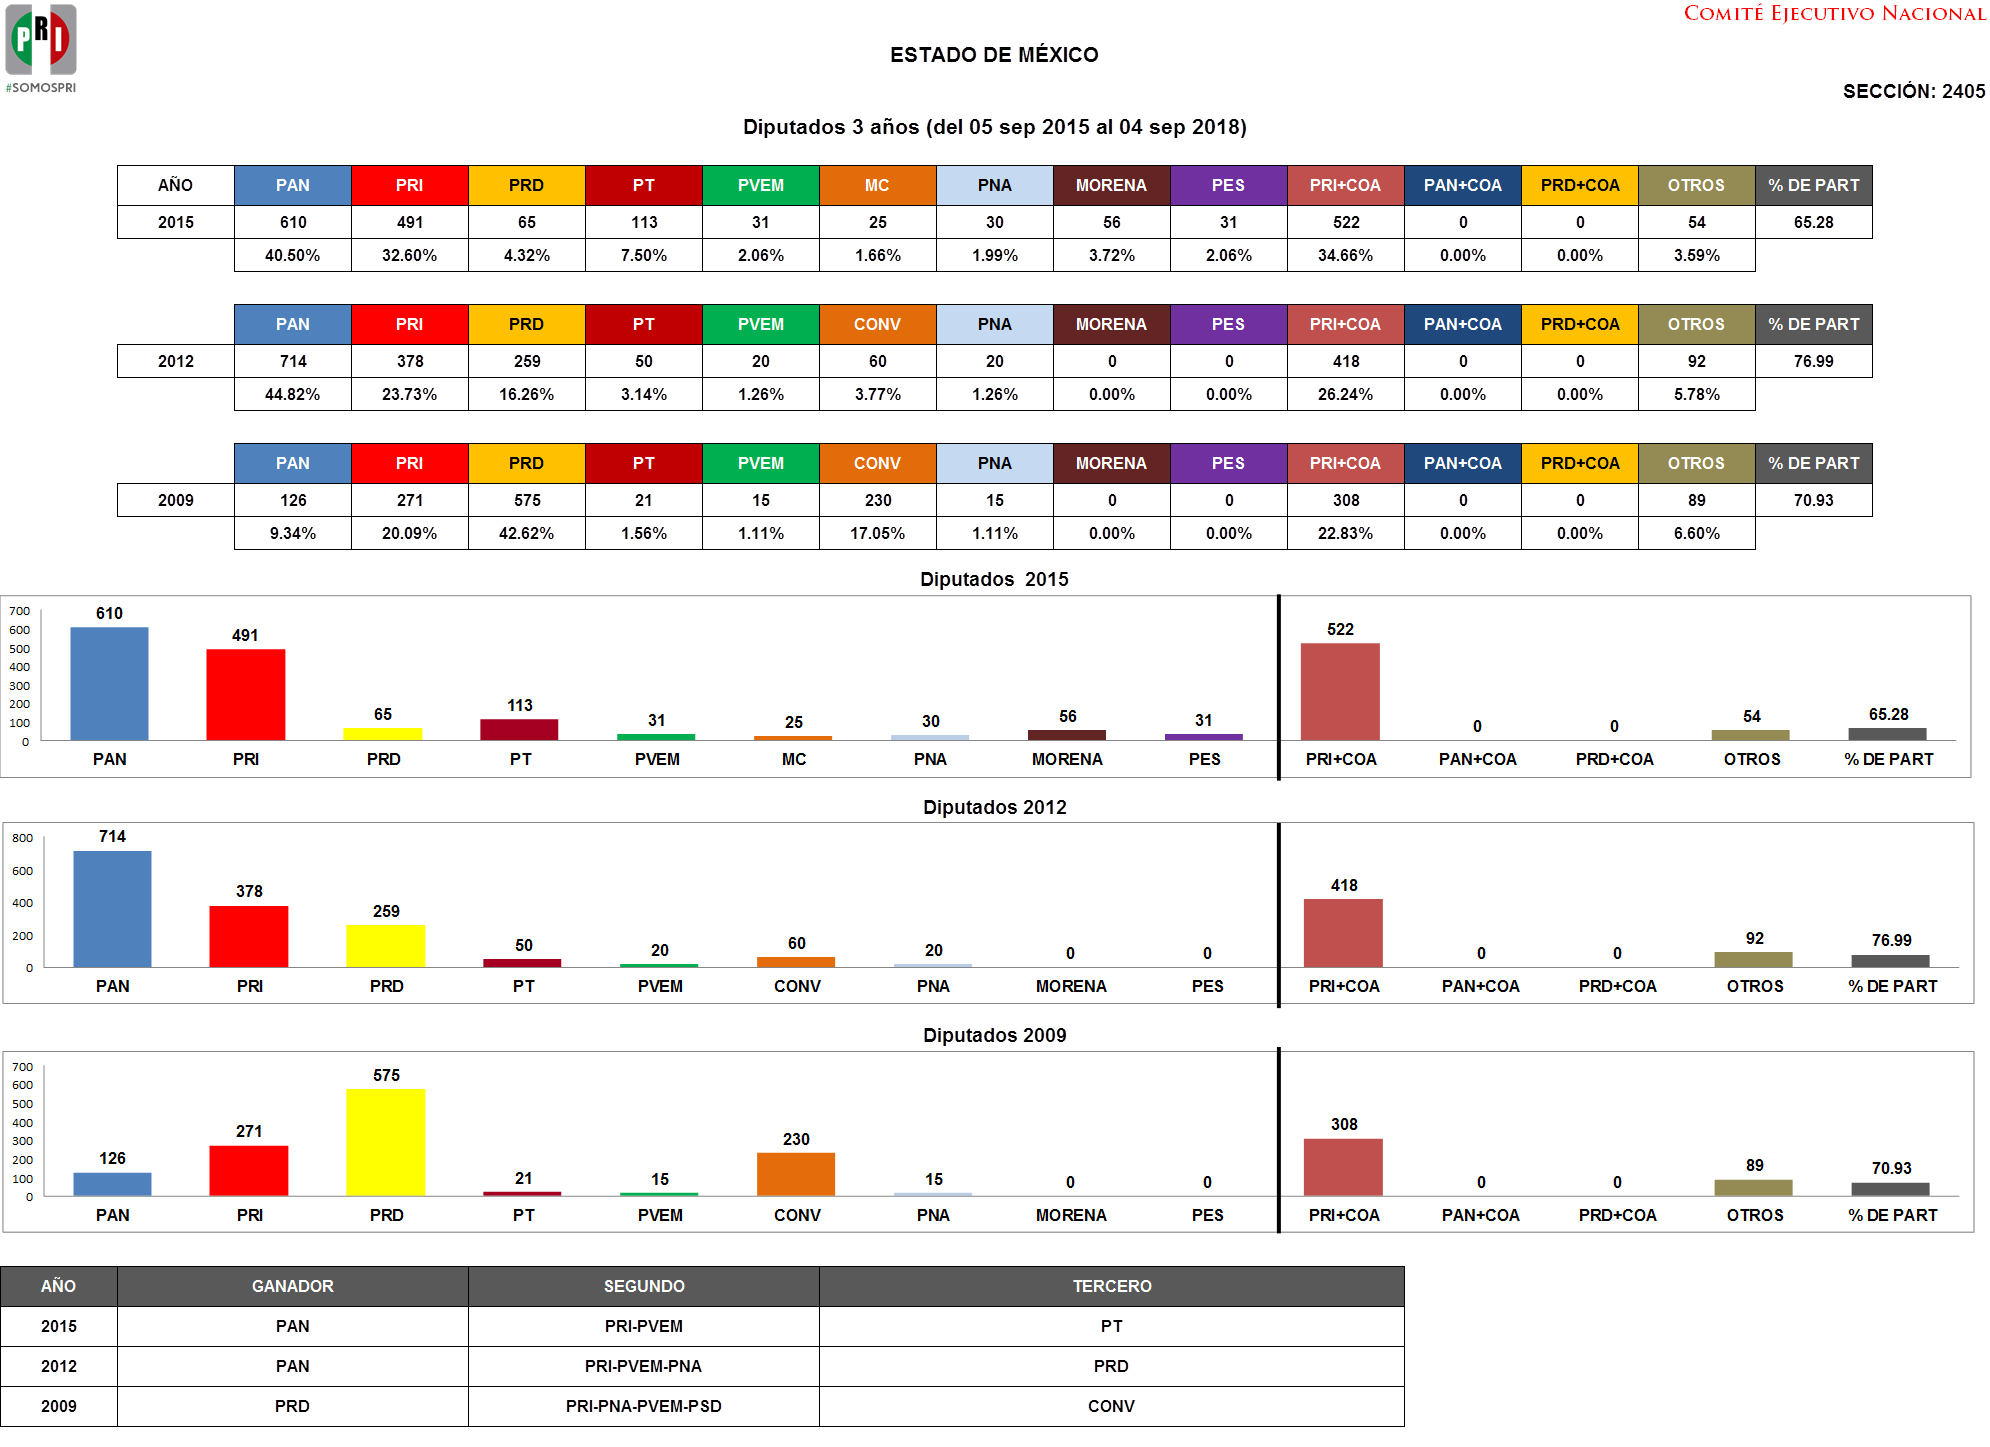 PRI
#SOMOSPRI
COMITÉ EJECUTIVO NACIONAL
ESTADO DE MÉXICO
SECCIÓN: 2405
Diputados 3 años (del 05 sep 2015 al 04 sep 2018)
AÑO PAN PRI PRD PT PVEM MC PNA MORENA PES PRI+COA PAN+COA PRD+COA OTROS % DE PART
2015 610 491 65 113 31 25 30 56 31 522 0 0 54 65.28
40.50% 32.60% 4.32% 7.50% 2.06% 1.66% 1.99% 3.72% 2.06% 34.66% 0.00% 0.00% 3.59%
PAN PRI PRD PT PVEM CONV PNA MORENA PES PRI+COA PAN+COA PRD+COA OTROS % DE PART
2012 714 378 259 50 20 60 20 0 0 418 0 0 92 76.99
44.82% 23.73% 16.26% 3.14% 1.26% 3.77% 1.26% 0.00% 0.00% 26.24% 0.00% 0.00% 5.78%
PAN PRI PRD PT PVEM CONV PNA MORENA PES PRI+COA PAN+COA PRD+COA OTROS % DE PART
2009 126 271 575 21 15 230 15 0 0 308 0 0 89 70.93
9.34% 20.09% 42.62% 1.56% 1.11% 17.05% 1.11% 0.00% 0.00% 22.83% 0.00% 0.00% 6.60%
Diputados 2015
700
600
500
400
300
200
100
0
610 491 65 113 31 25 30 56 31 522 0 0 54 65.28
PAN PRI PRD PT PVEM MC PNA MORENA PES PRI+COA PAN+COA PRD+COA OTROS % DE PART
Diputados 2012
800
600
400
200
0
714 378 259 50 20 60 20 0 0 418 0 0 92 76.99
PAN PRI PRD PT PVEM CONV PNA MORENA PES PRI+COA PAN+COA PRD+COA OTROS % DE PART
Diputados 2009
700
600
500
400
300
200
100
0
126 271 575 21 15 230 15 0 0 308 0 0 89 70.93
PAN PRI PRD PT PVEM CONV PNA MORENA PES PRI+COA PAN+COA PRD+COA OTROS % DE PART
AÑO GANADOR SEGUNDO TERCERO
2015 PAN PRI-PVEM PT
2012 PAN PRI-PVEM-PNA PRD
2009 PRD PRI-PNA-PVEM-PSD CONV